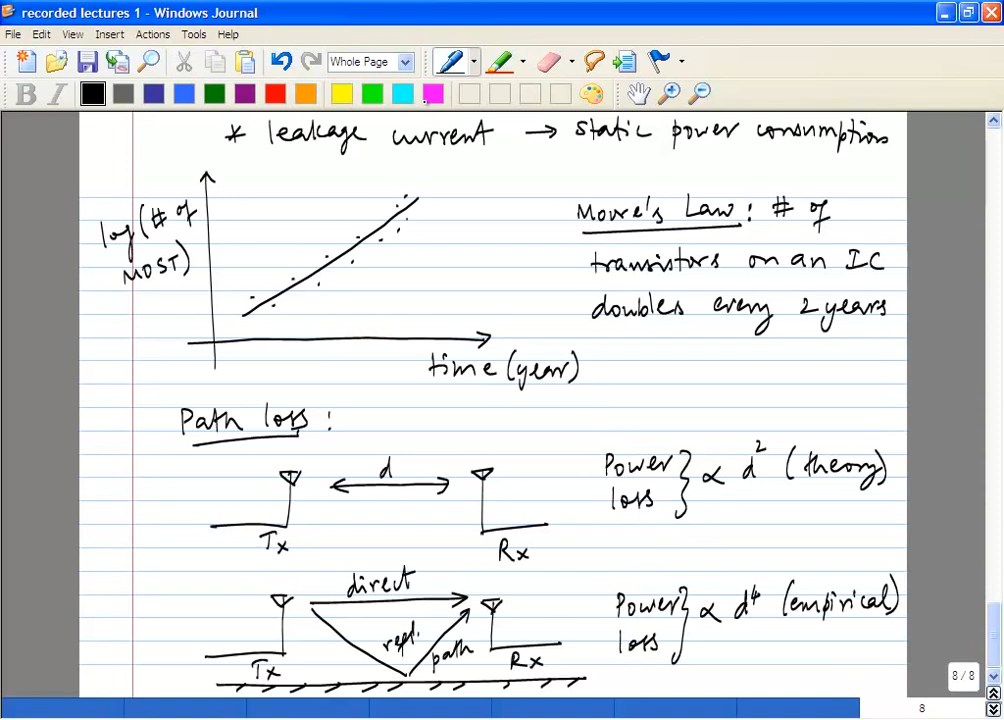 recorded lectures 1 - Windows Journal
File Edit View Insert Actions Tools Help
Whole Page
B I
* leakage current → static power consumption
log(# of
MOST)
time (year)
Moore's Law: # of
transistors on an IC
doubles every 2 years
Path loss:
d
Tx
Rx
Power
loss } ∝ d² (theory)
direct
refl.
path
Tx
Rx
Power
loss } ∝ d⁴ (empirical)
8 / 8
8